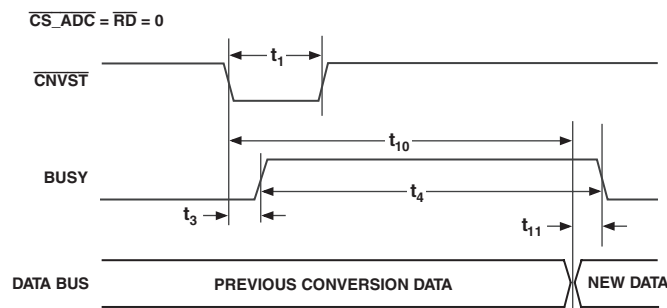 CS_ADC = RD = 0
t1
CNVST
t10
BUSY
t4
t3
t11
DATA BUS
PREVIOUS CONVERSION DATA
NEW DATA